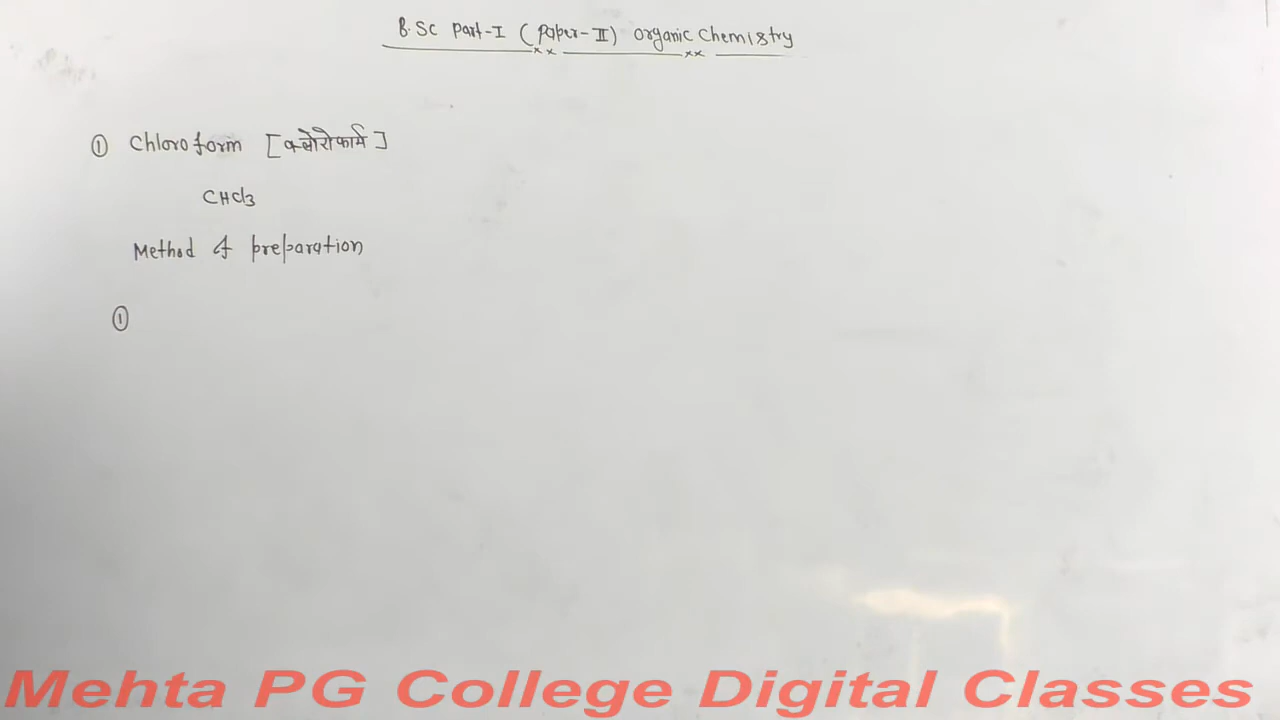 B.Sc Part-I (Paper-II) Organic Chemistry
① Chloroform [क्लोरोफार्म]
CHCl3
Method of preparation
①
Mehta PG College Digital Classes